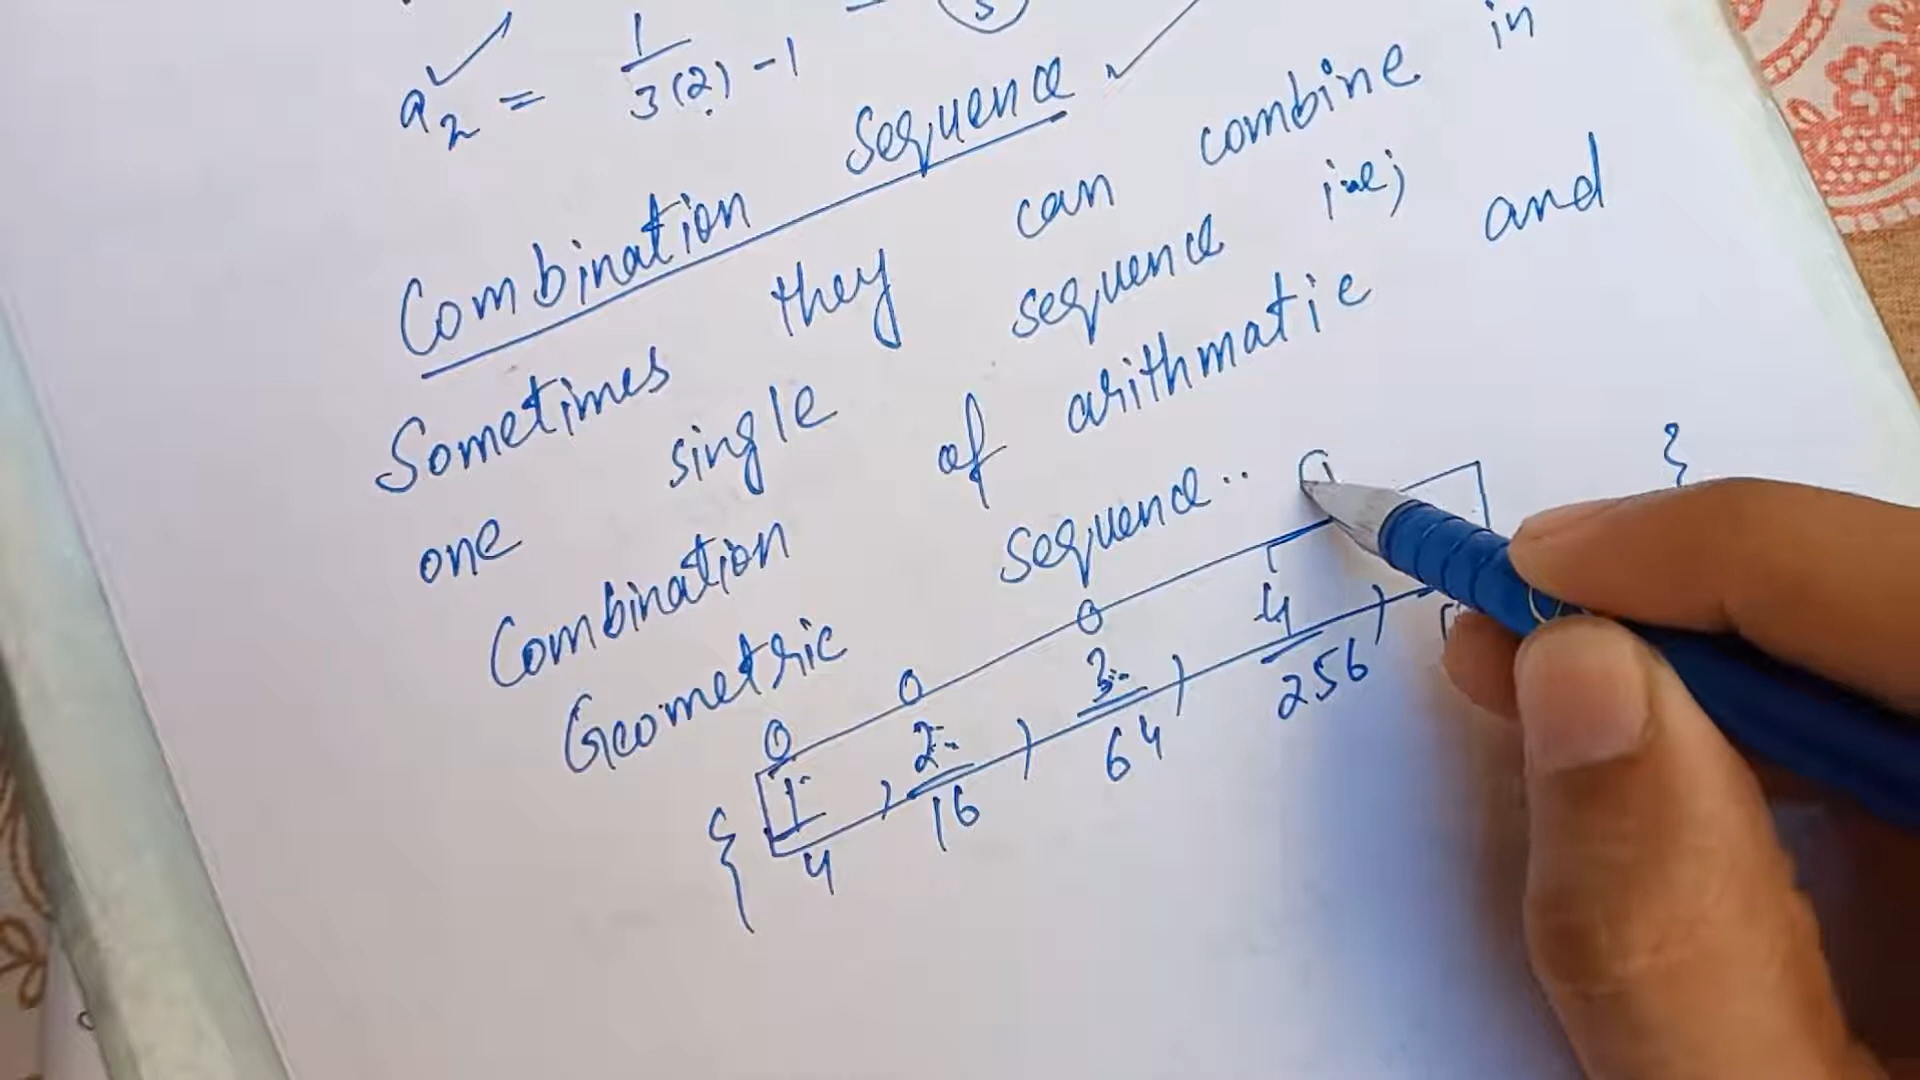 a2 = 1/3(2) - 1 = 5
Combination Sequence
Sometimes they can combine in
one single sequence i.e;
Combination of arithmatic and
Geometric Sequence..
{ 1/4, 2/16, 3/64, 4/256, }